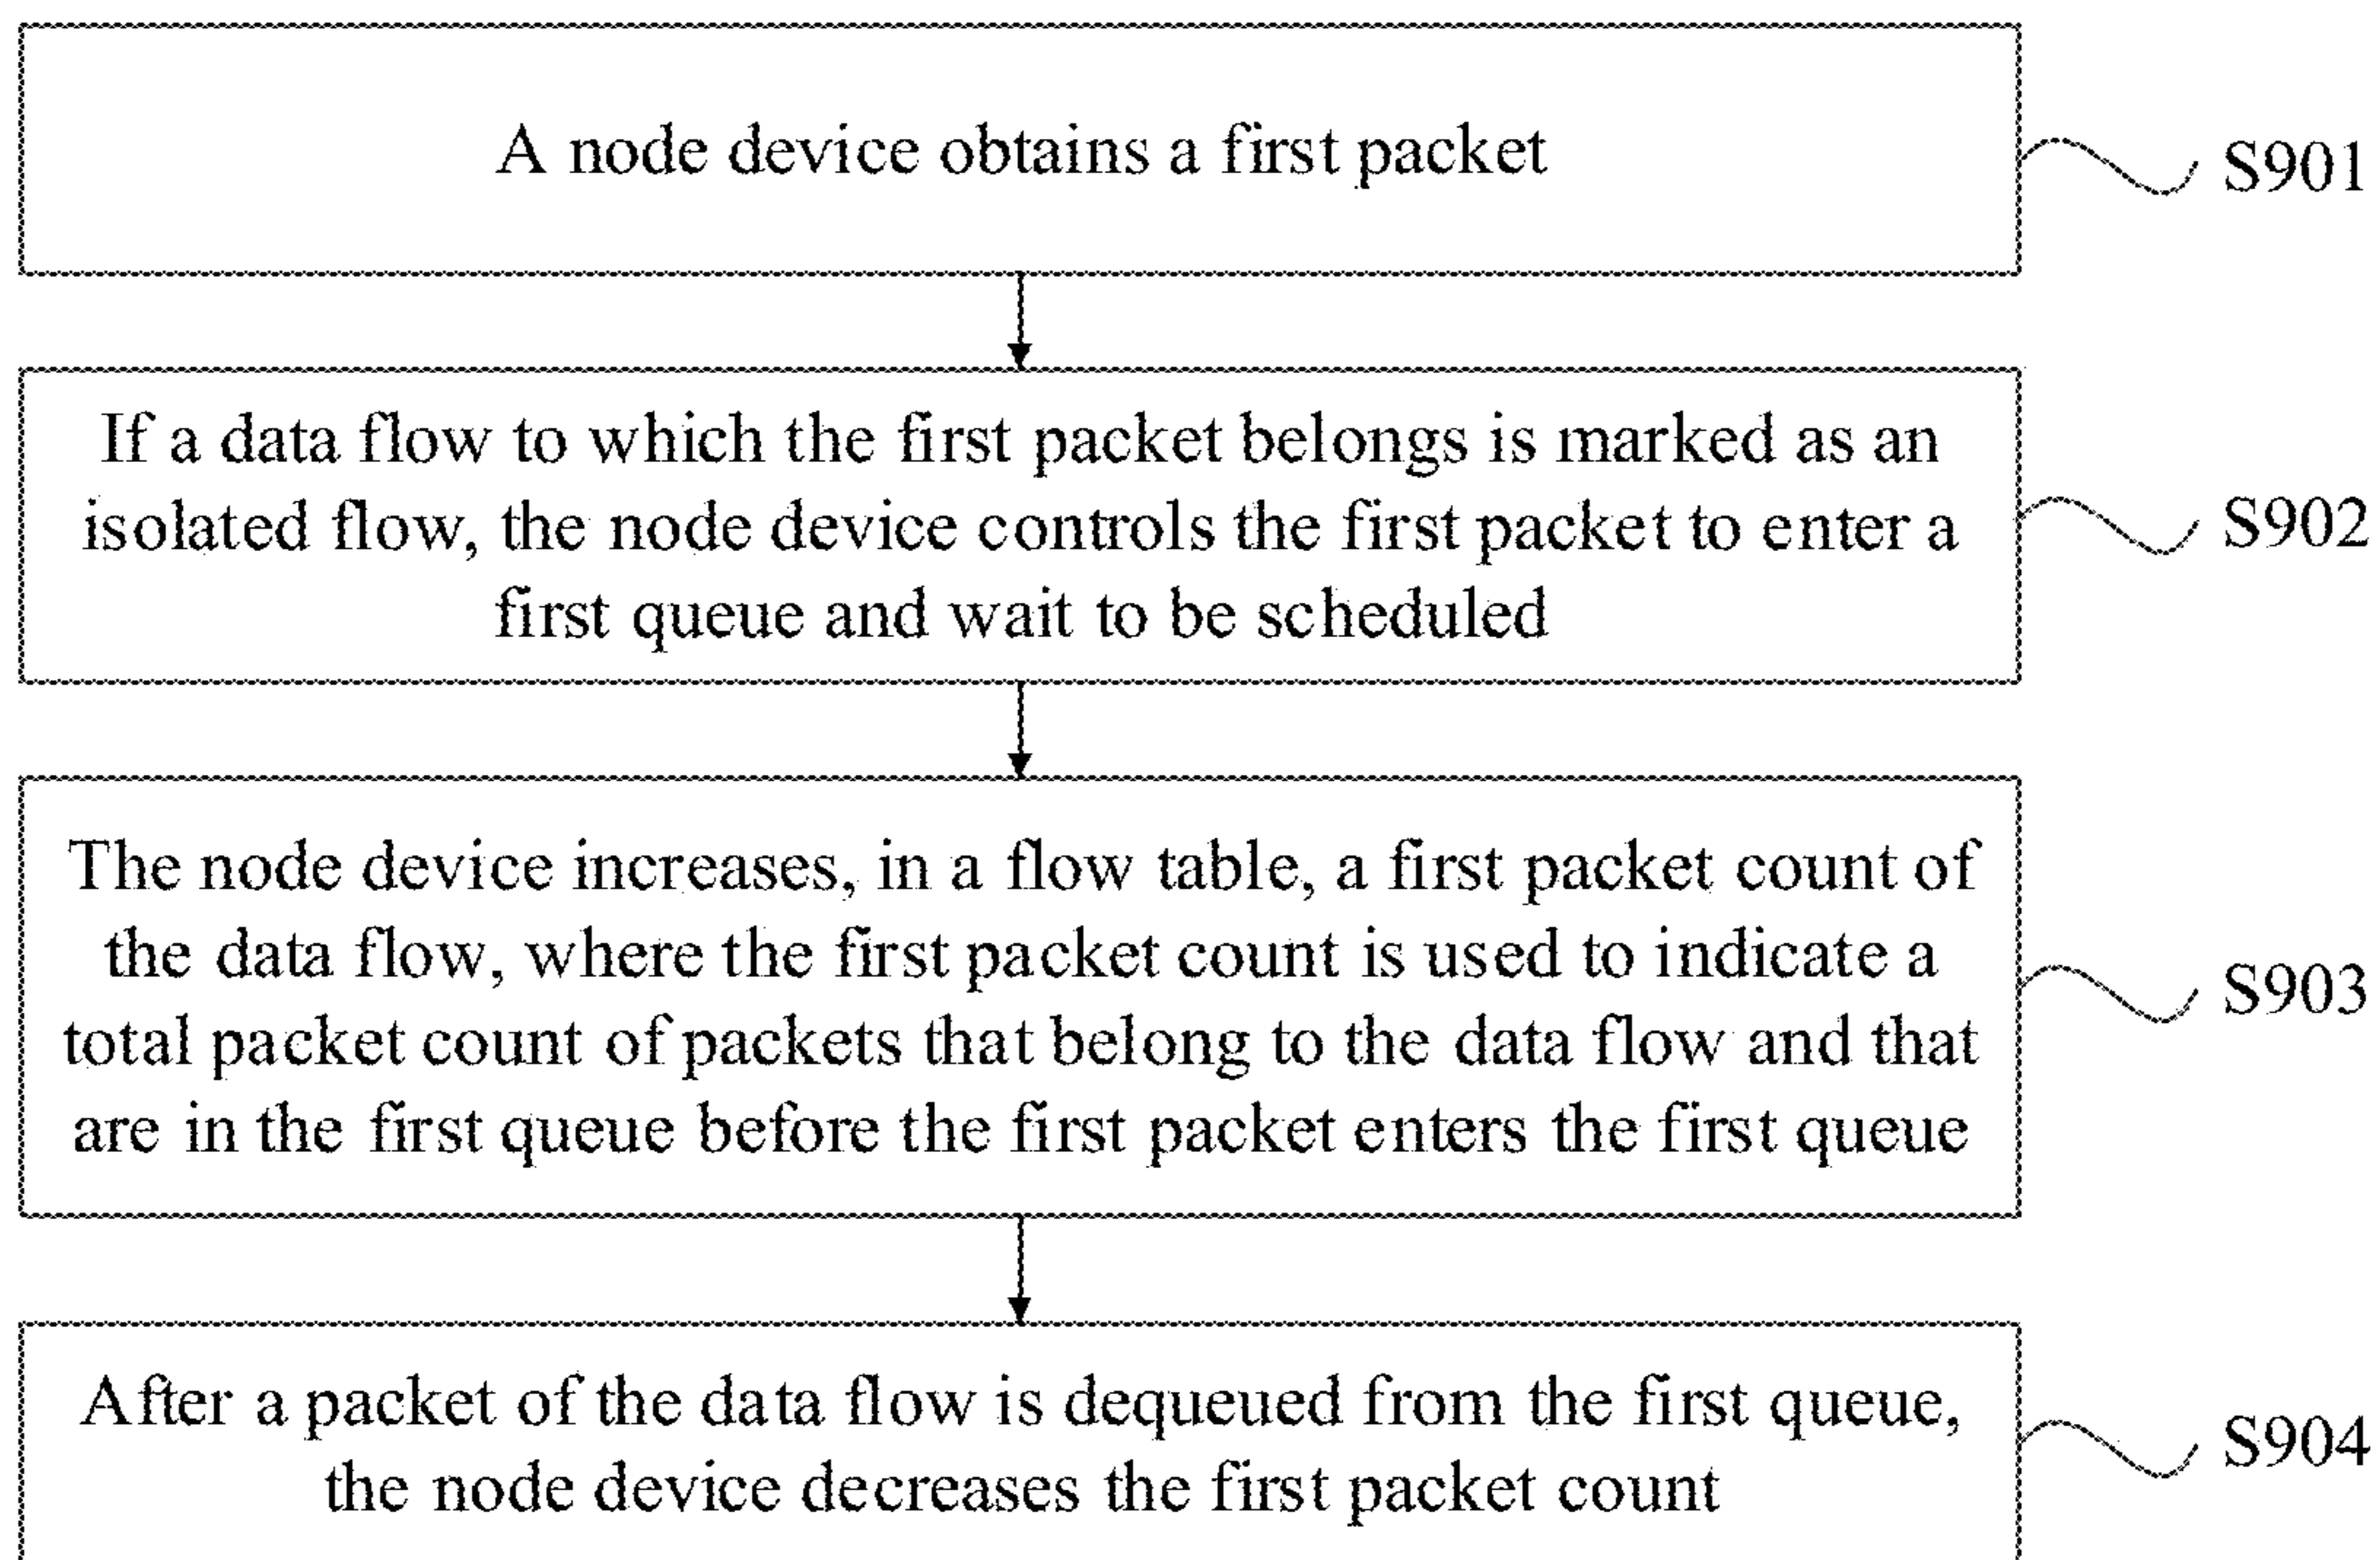 A node device obtains a first packet
S901
If a data flow to which the first packet belongs is marked as an
isolated flow, the node device controls the first packet to enter a
first queue and wait to be scheduled
S902
The node device increases, in a flow table, a first packet count of
the data flow, where the first packet count is used to indicate a
total packet count of packets that belong to the data flow and that
are in the first queue before the first packet enters the first queue
S903
After a packet of the data flow is dequeued from the first queue,
the node device decreases the first packet count
S904